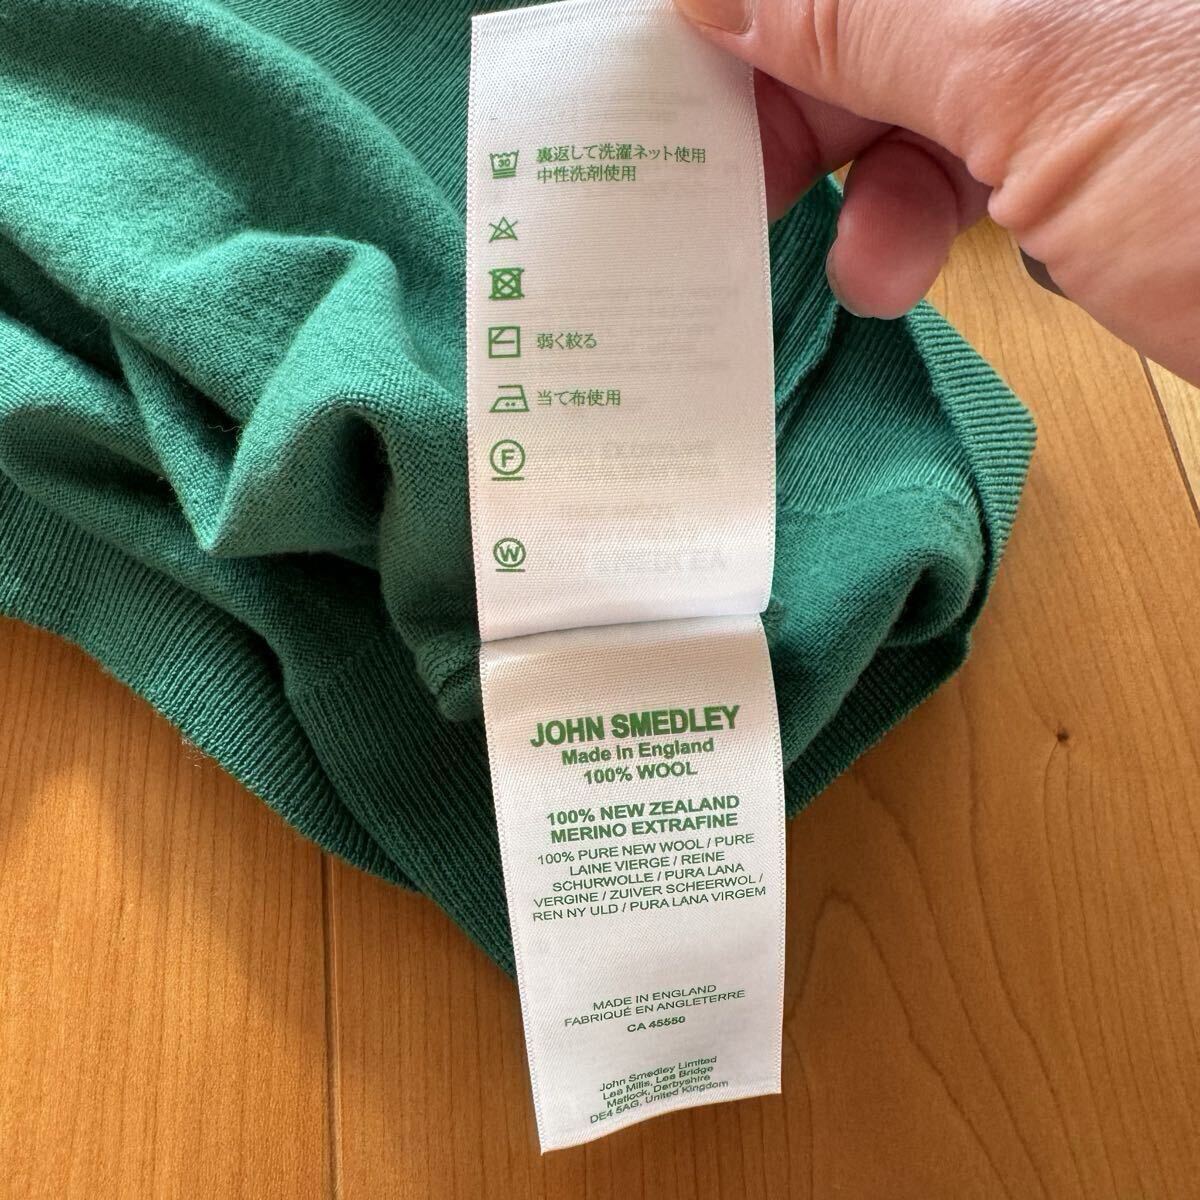 30
裏返して洗濯ネット使用
中性洗剤使用
弱く絞る
当て布使用
F
W
JOHN SMEDLEY
Made In England
100% WOOL
100% NEW ZEALAND
MERINO EXTRAFINE
100% PURE NEW WOOL / PURE
LAINE VIERGE / REINE
SCHURWOLLE / PURA LANA
VERGINE / ZUIVER SCHEERWOL /
REN NY ULD / PURA LANA VIRGEM
MADE IN ENGLAND
FABRIQUÉ EN ANGLETERRE
CA 45550
John Smedley Limited
Lea Mills, Lea Bridge
Matlock, Derbyshire
DE4 5AG, United Kingdom